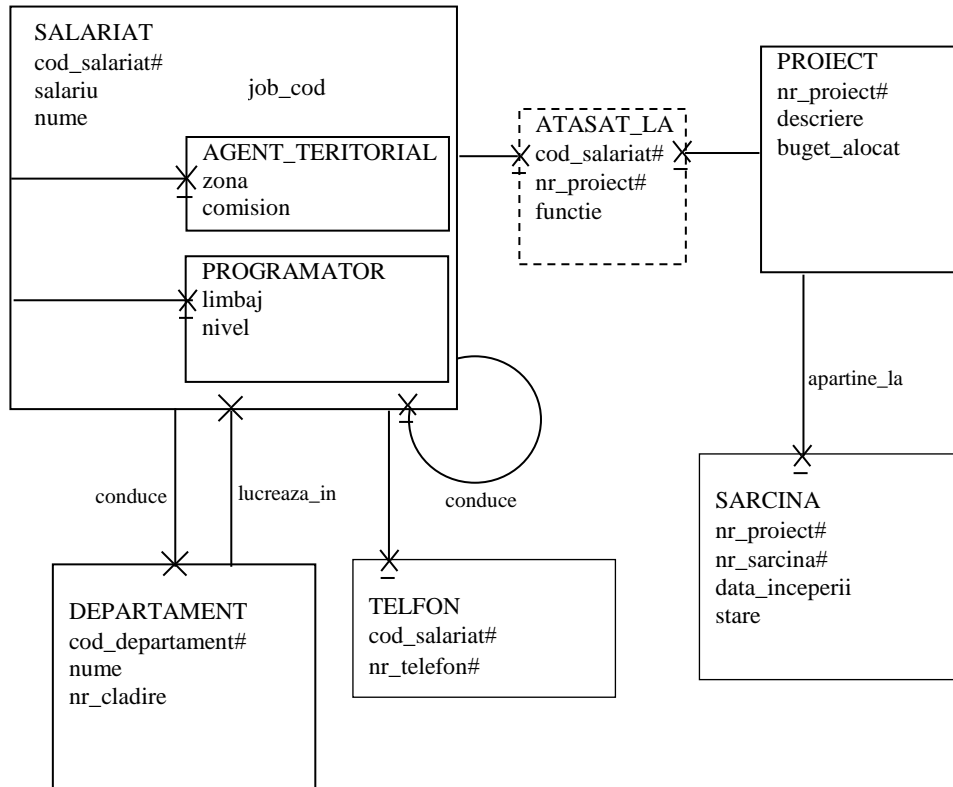 SALARIAT
cod_salariat#
salariu
nume
job_cod
AGENT_TERITORIAL
zona
comision
PROGRAMATOR
limbaj
nivel
ATASAT_LA
cod_salariat#
nr_proiect#
functie
PROIECT
nr_proiect#
descriere
buget_alocat
apartine_la
conduce
lucreaza_in
conduce
SARCINA
nr_proiect#
nr_sarcina#
data_inceperii
stare
DEPARTAMENT
cod_departament#
nume
nr_cladire
TELFON
cod_salariat#
nr_telefon#